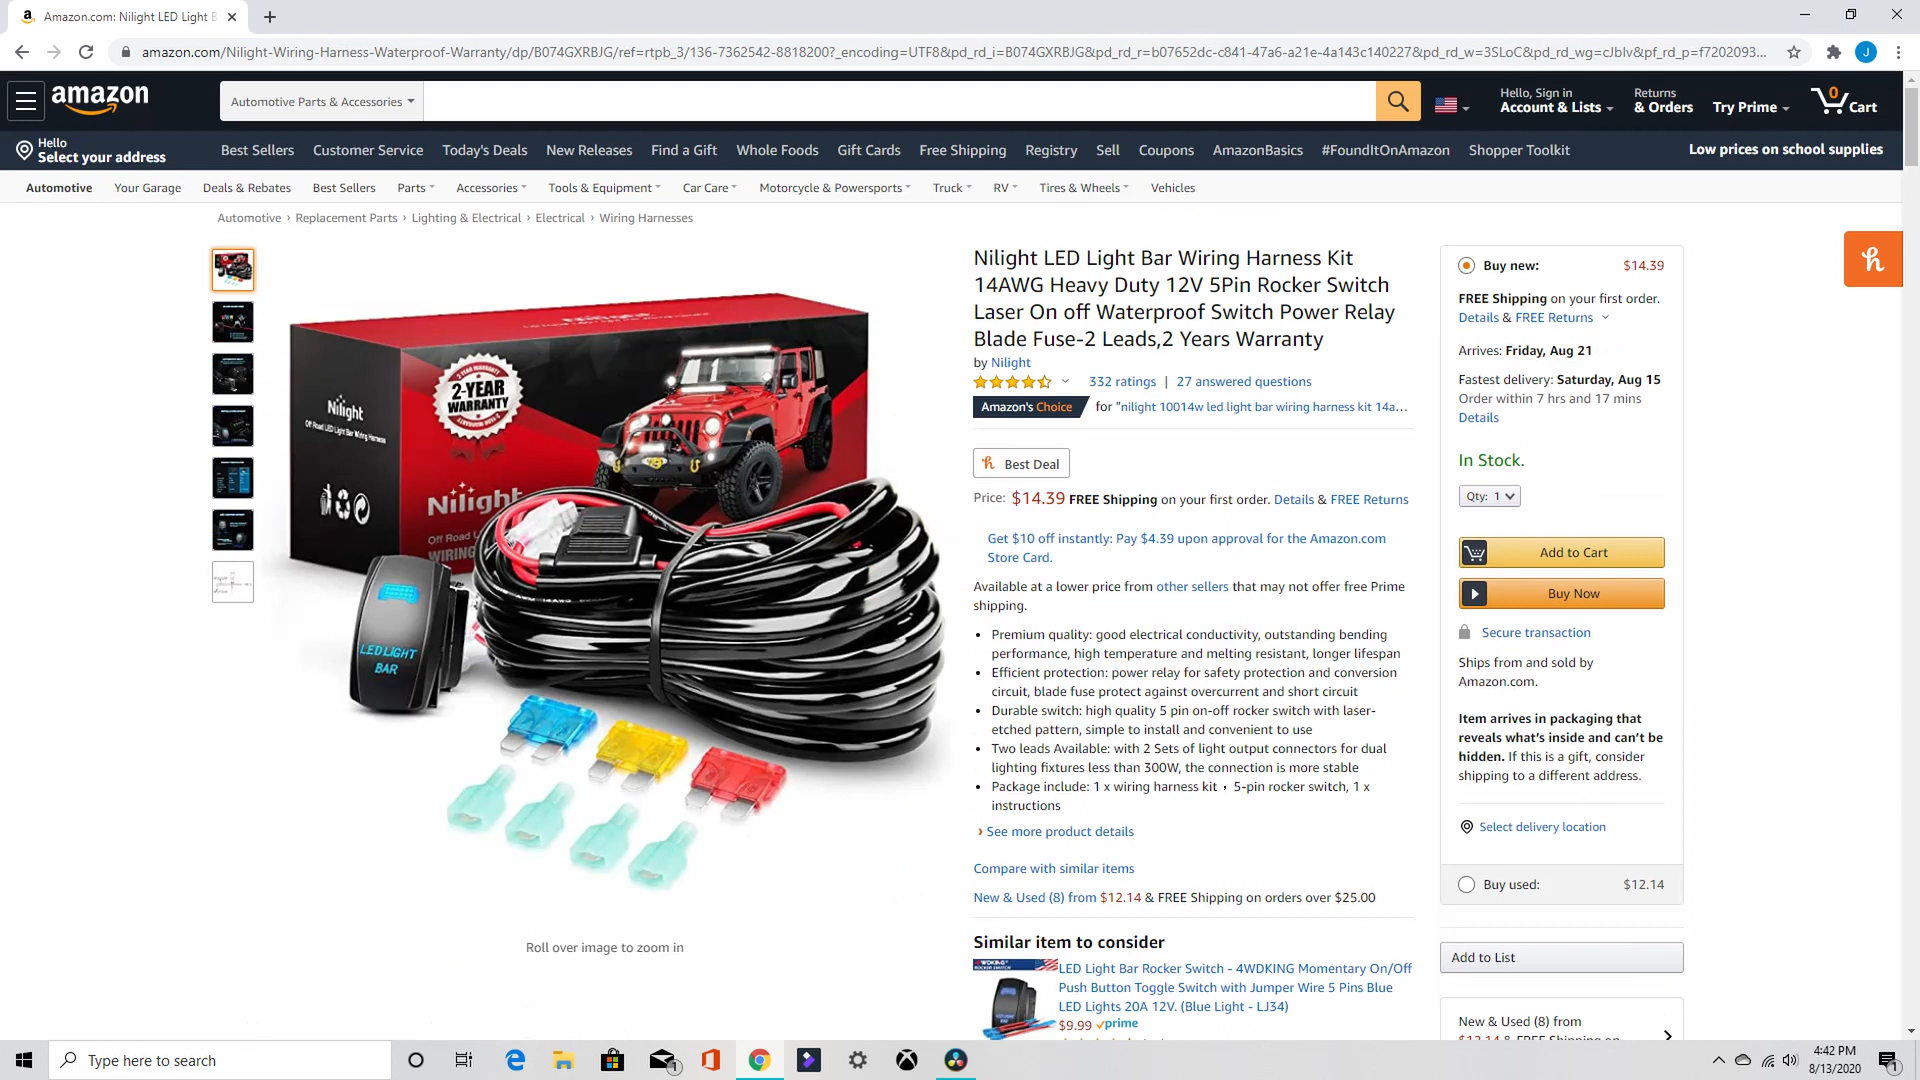 Amazon.com: Nilight LED Light B
amazon.com/Nilight-Wiring-Harness-Waterproof-Warranty/dp/B074GXRBJG/ref=rtpb_3/136-7362542-8818200?_encoding=UTF8&pd_rd_i=B074GXRBJG&pd_rd_r=b07652dc-c841-47a6-a21e-4a143c140227&pd_rd_w=3SLoC&pd_rd_wg=cJbIv&pf_rd_p=f7202093...
J
amazon
Automotive Parts & Accessories
Hello, Sign in
Account & Lists
Returns
& Orders
Try Prime
0
Cart
Hello
Select your address
Best Sellers Customer Service Today's Deals New Releases Find a Gift Whole Foods Gift Cards Free Shipping Registry Sell Coupons AmazonBasics #FoundItOnAmazon Shopper Toolkit
Low prices on school supplies
Automotive Your Garage Deals & Rebates Best Sellers Parts Accessories Tools & Equipment Car Care Motorcycle & Powersports Truck RV Tires & Wheels Vehicles
Automotive › Replacement Parts › Lighting & Electrical › Electrical › Wiring Harnesses
2-YEAR
WARRANTY
Nilight
Off Road LED Light Bar Wiring Harness
Nilight
Off Road L
WIRING
LED LIGHT
BAR
Roll over image to zoom in
Nilight LED Light Bar Wiring Harness Kit
14AWG Heavy Duty 12V 5Pin Rocker Switch
Laser On off Waterproof Switch Power Relay
Blade Fuse-2 Leads,2 Years Warranty
by Nilight
332 ratings | 27 answered questions
Amazon's Choice for "nilight 10014w led light bar wiring harness kit 14a...
Best Deal
Price: $14.39 FREE Shipping on your first order. Details & FREE Returns
Get $10 off instantly: Pay $4.39 upon approval for the Amazon.com
Store Card.
Available at a lower price from other sellers that may not offer free Prime
shipping.
• Premium quality: good electrical conductivity, outstanding bending
performance, high temperature and melting resistant, longer lifespan
• Efficient protection: power relay for safety protection and conversion
circuit, blade fuse protect against overcurrent and short circuit
• Durable switch: high quality 5 pin on-off rocker switch with laser-
etched pattern, simple to install and convenient to use
• Two leads Available: with 2 Sets of light output connectors for dual
lighting fixtures less than 300W, the connection is more stable
• Package include: 1 x wiring harness kit，5-pin rocker switch, 1 x
instructions
› See more product details
Compare with similar items
New & Used (8) from $12.14 & FREE Shipping on orders over $25.00
Similar item to consider
LED Light Bar Rocker Switch - 4WDKING Momentary On/Off
Push Button Toggle Switch with Jumper Wire 5 Pins Blue
LED Lights 20A 12V. (Blue Light - LJ34)
$9.99 prime
Buy new: $14.39
FREE Shipping on your first order.
Details & FREE Returns
Arrives: Friday, Aug 21
Fastest delivery: Saturday, Aug 15
Order within 7 hrs and 17 mins
Details
In Stock.
Qty: 1
Add to Cart
Buy Now
Secure transaction
Ships from and sold by
Amazon.com.
Item arrives in packaging that
reveals what's inside and can't be
hidden. If this is a gift, consider
shipping to a different address.
Select delivery location
Buy used: $12.14
Add to List
New & Used (8) from
$12.14 & FREE Shipping on
Type here to search
4:42 PM
8/13/2020